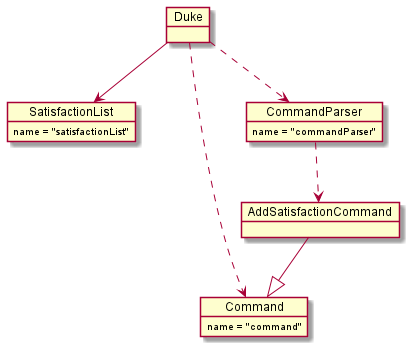 Duke
SatisfactionList
name = "satisfactionList"
CommandParser
name = "commandParser"
AddSatisfactionCommand
Command
name = "command"